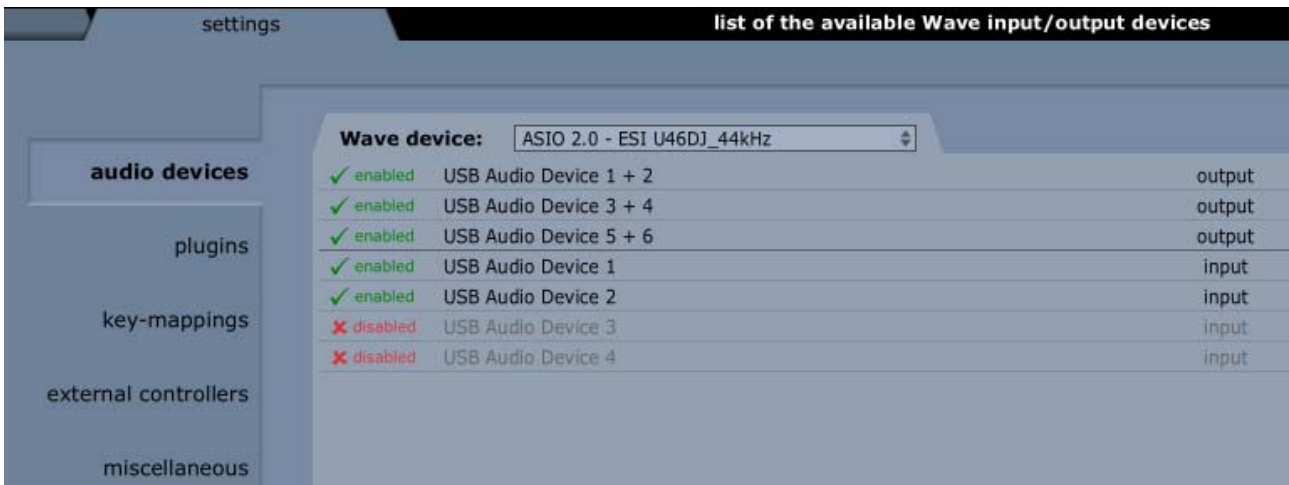 settings
list of the available Wave input/output devices
Wave device: ASIO 2.0 - ESI U46DJ_44kHz
audio devices
plugins
key-mappings
external controllers
miscellaneous
enabled USB Audio Device 1 + 2 output
enabled USB Audio Device 3 + 4 output
enabled USB Audio Device 5 + 6 output
enabled USB Audio Device 1 input
enabled USB Audio Device 2 input
disabled USB Audio Device 3 input
disabled USB Audio Device 4 input